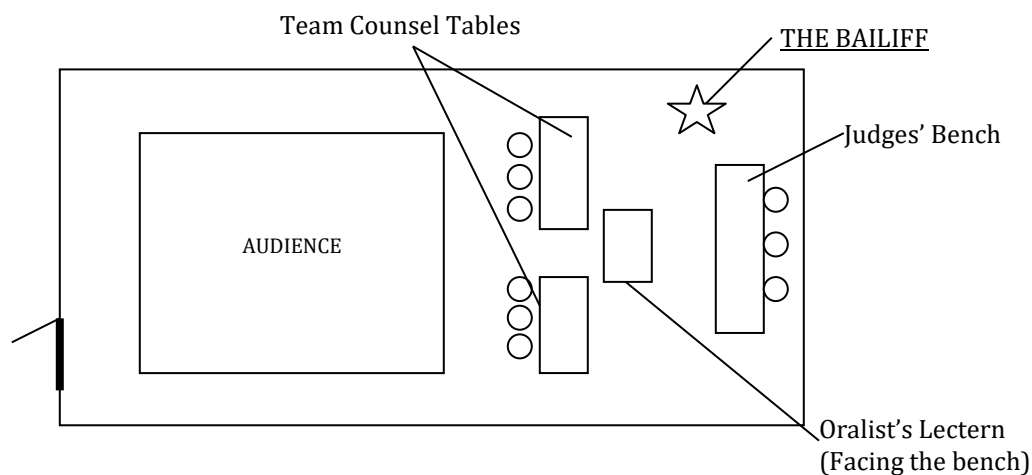 Team Counsel Tables
THE BAILIFF
Judges’ Bench
AUDIENCE
Oralist’s Lectern
(Facing the bench)